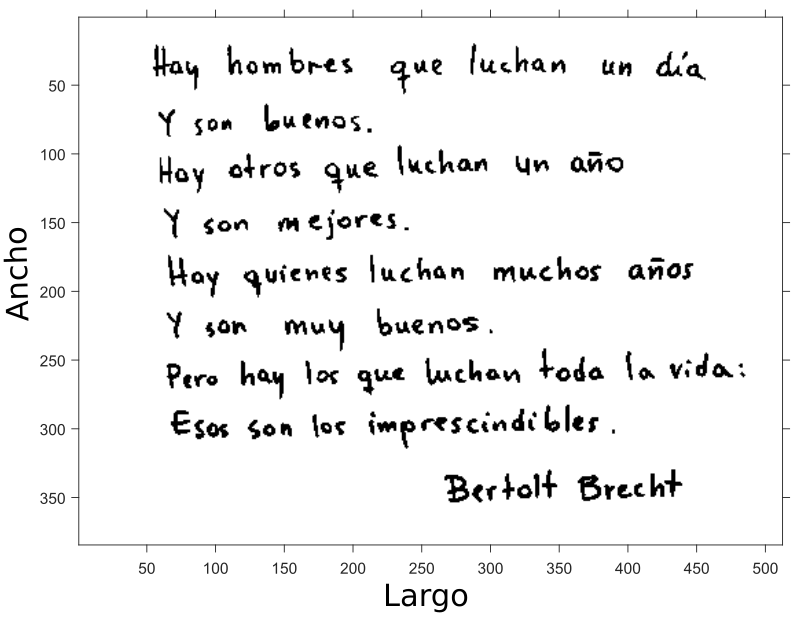 Hay hombres que luchan un día
Y son buenos.
Hay otros que luchan un año
Y son mejores.
Hay quienes luchan muchos años
Y son muy buenos.
Pero hay los que luchan toda la vida:
Esos son los imprescindibles.
Bertolt Brecht
50
100
150
200
250
300
350
Ancho
50 100 150 200 250 300 350 400 450 500
Largo